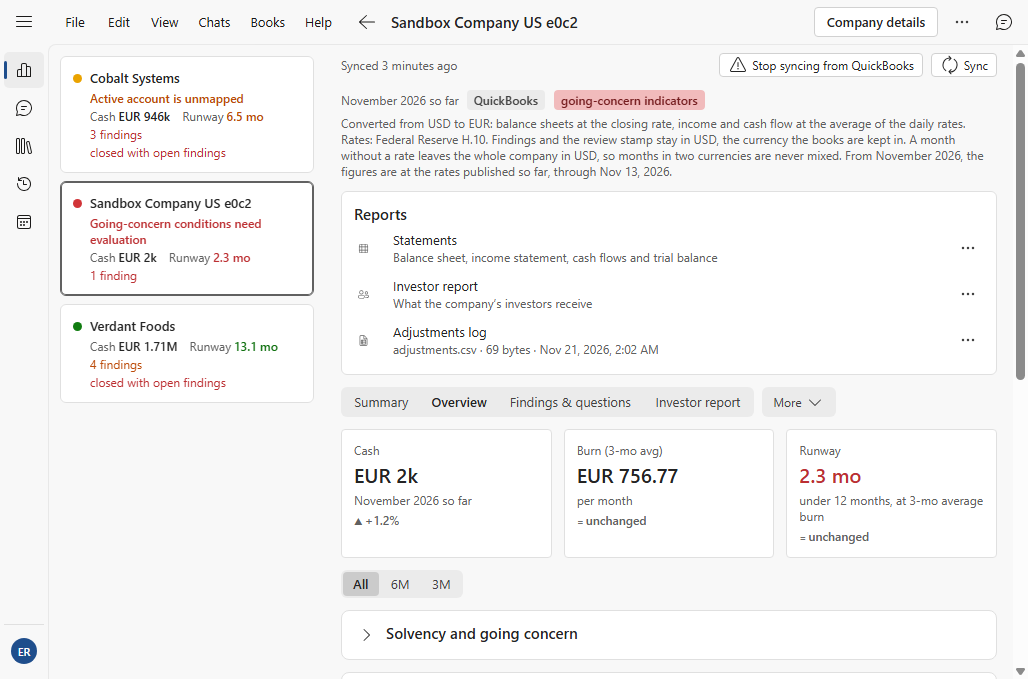 File Edit View Chats Books Help Sandbox Company US e0c2 Company details
Cobalt Systems
Active account is unmapped
Cash EUR 946k Runway 6.5 mo
3 findings
closed with open findings
Sandbox Company US e0c2
Going-concern conditions need
evaluation
Cash EUR 2k Runway 2.3 mo
1 finding
Verdant Foods
Cash EUR 1.71M Runway 13.1 mo
4 findings
closed with open findings
ER
Synced 3 minutes ago Stop syncing from QuickBooks Sync
November 2026 so far QuickBooks going-concern indicators
Converted from USD to EUR: balance sheets at the closing rate, income and cash flow at the average of the daily rates.
Rates: Federal Reserve H.10. Findings and the review stamp stay in USD, the currency the books are kept in. A month
without a rate leaves the whole company in USD, so months in two currencies are never mixed. From November 2026, the
figures are at the rates published so far, through Nov 13, 2026.
Reports
Statements
Balance sheet, income statement, cash flows and trial balance
Investor report
What the company's investors receive
Adjustments log
adjustments.csv · 69 bytes · Nov 21, 2026, 2:02 AM
Summary Overview Findings & questions Investor report More
Cash
EUR 2k
November 2026 so far
▲ +1.2%
Burn (3-mo avg)
EUR 756.77
per month
= unchanged
Runway
2.3 mo
under 12 months, at 3-mo average
burn
= unchanged
All 6M 3M
Solvency and going concern